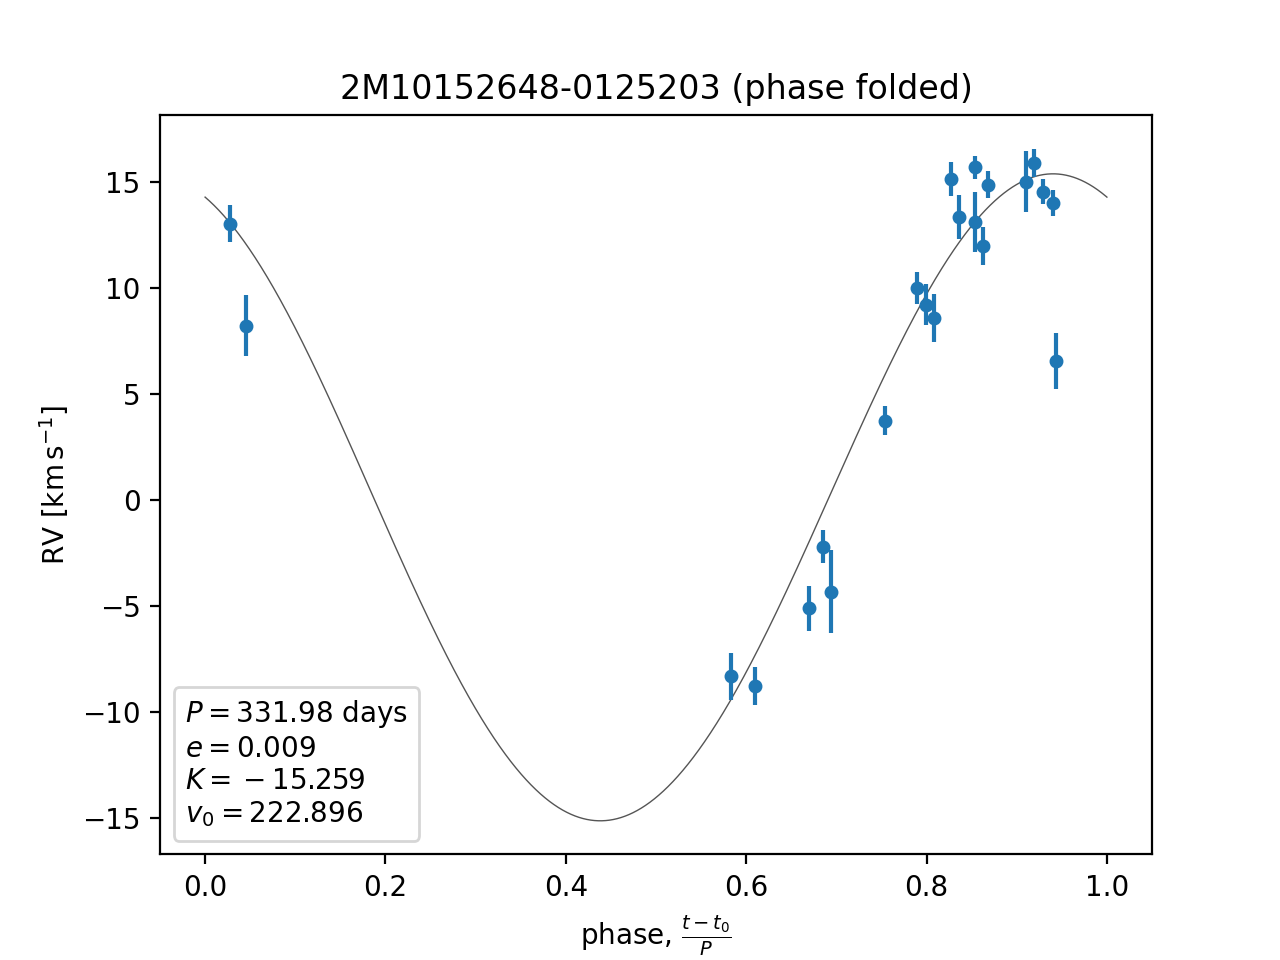 2M10152648-0125203 (phase folded)
15
10
5
0
−5
−10
−15
RV [km s⁻¹]
P = 331.98 days
e = 0.009
K = − 15.259
v₀ = 222.896
0.0 0.2 0.4 0.6 0.8 1.0
phase, (t − t₀)/P